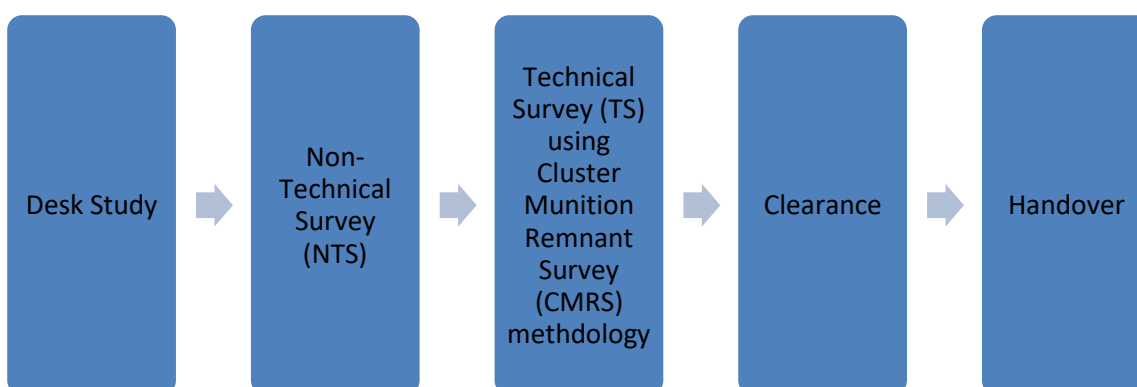 Desk Study
Non-
Technical
Survey
(NTS)
Technical
Survey (TS)
using
Cluster
Munition
Remnant
Survey
(CMRS)
methdology
Clearance
Handover